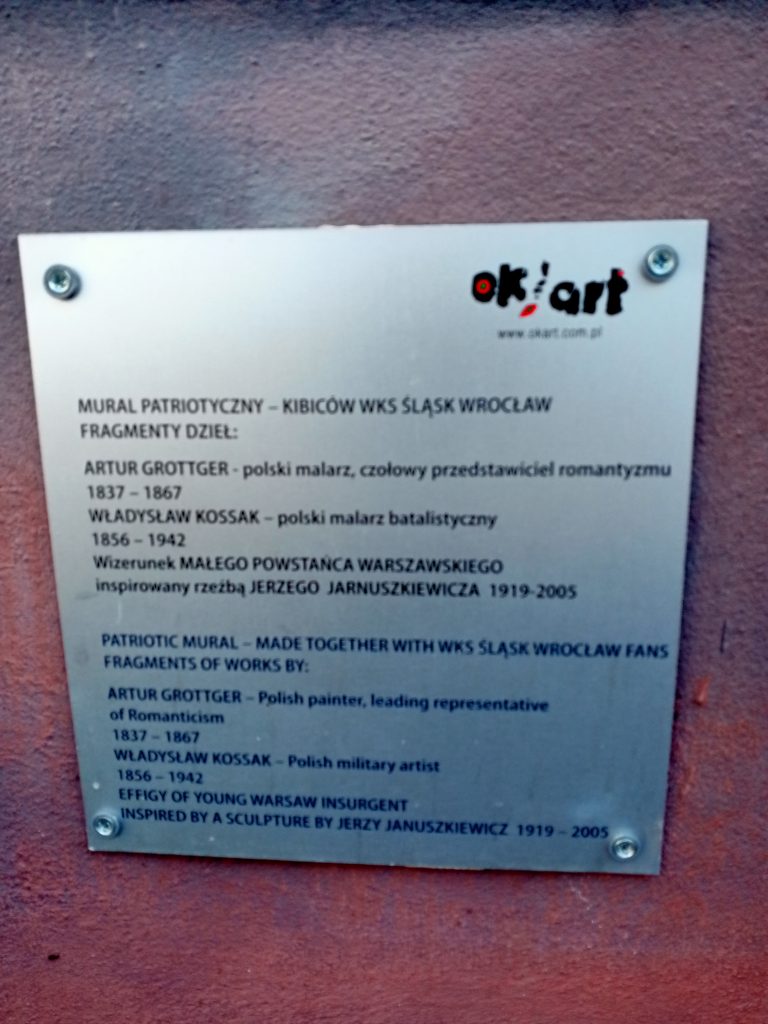 ok!art
www.okart.com.pl
MURAL PATRIOTYCZNY – KIBICÓW WKS ŚLĄSK WROCŁAW
FRAGMENTY DZIEŁ:
ARTUR GROTTGER - polski malarz, czołowy przedstawiciel romantyzmu
1837 – 1867
WŁADYSŁAW KOSSAK – polski malarz batalistyczny
1856 – 1942
Wizerunek MAŁEGO POWSTAŃCA WARSZAWSKIEGO
inspirowany rzeźbą JERZEGO JARNUSZKIEWICZA 1919-2005
PATRIOTIC MURAL – MADE TOGETHER WITH WKS ŚLĄSK WROCŁAW FANS
FRAGMENTS OF WORKS BY:
ARTUR GROTTGER – Polish painter, leading representative
of Romanticism
1837 – 1867
WŁADYSŁAW KOSSAK – Polish military artist
1856 – 1942
EFFIGY OF YOUNG WARSAW INSURGENT
INSPIRED BY A SCULPTURE BY JERZY JANUSZKIEWICZ 1919 – 2005